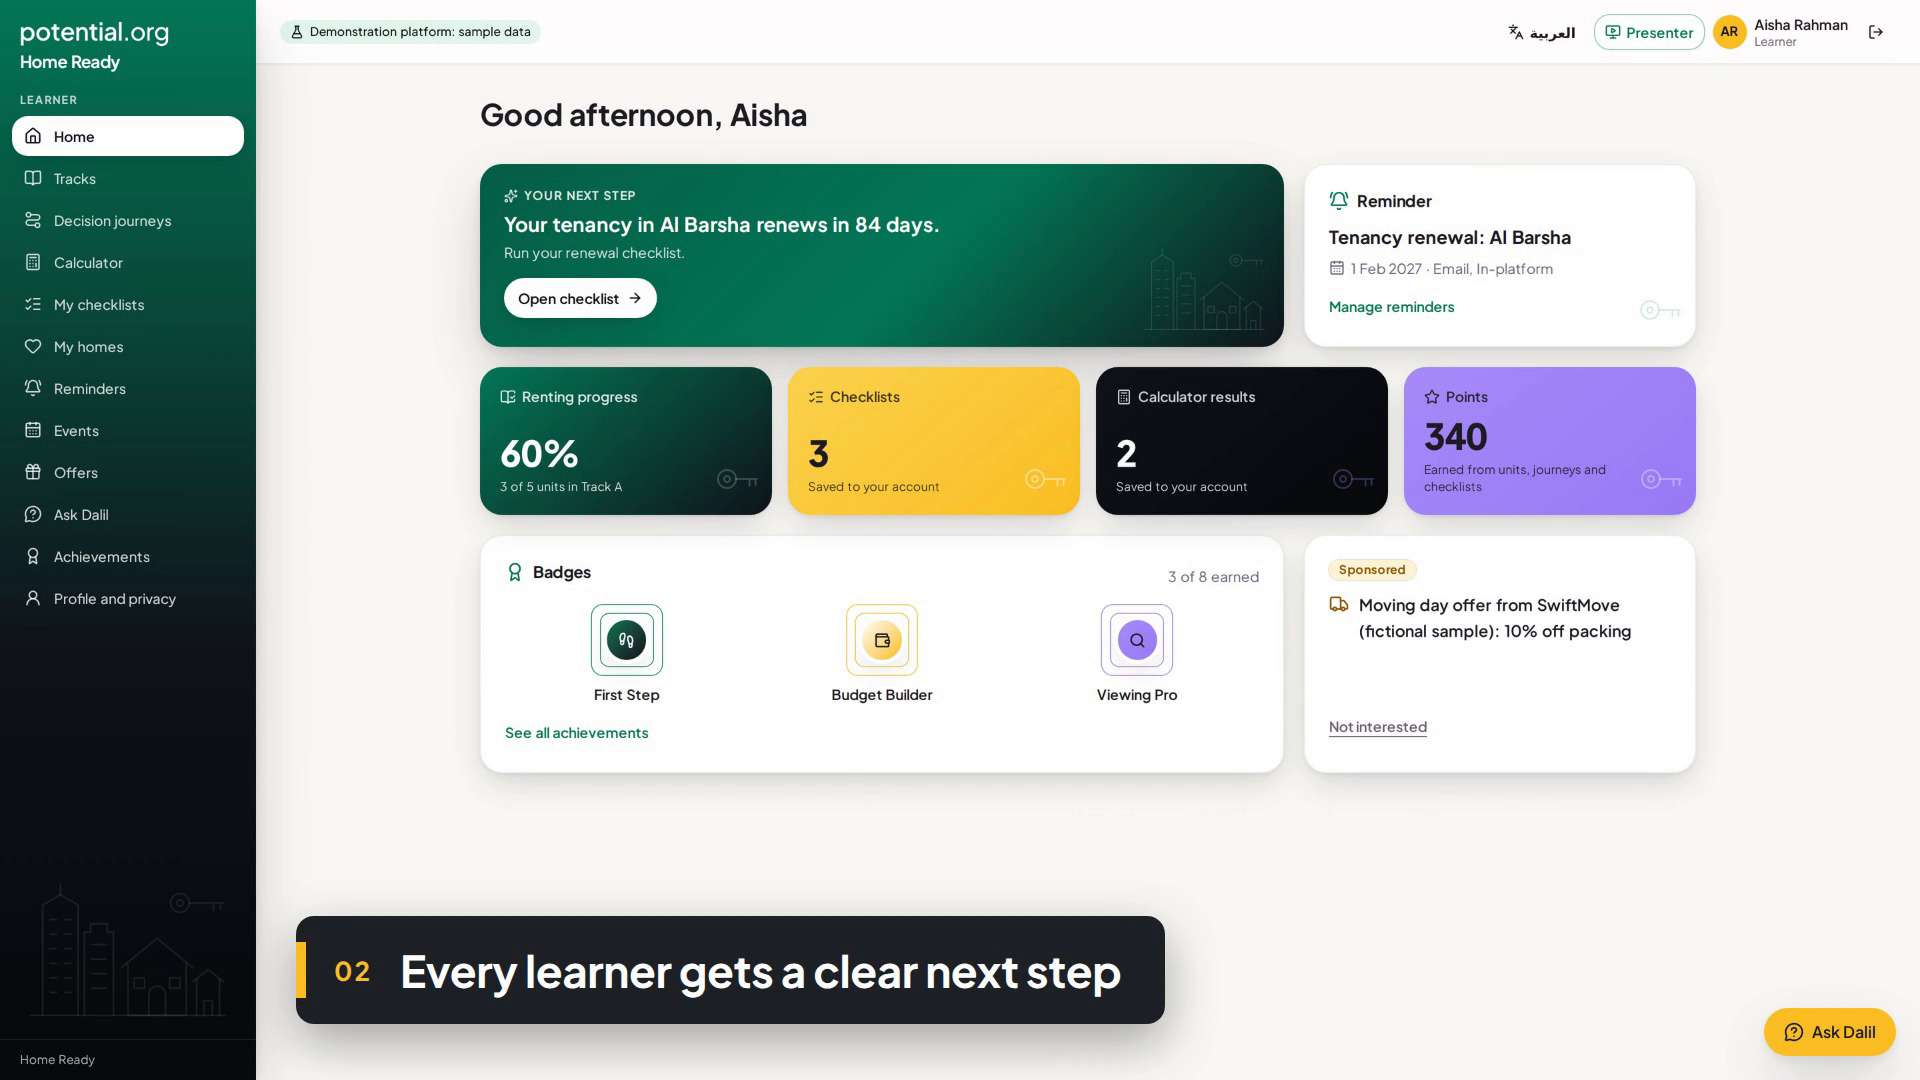 potential.org
Home Ready
LEARNER
Home
Tracks
Decision journeys
Calculator
My checklists
My homes
Reminders
Events
Offers
Ask Dalil
Achievements
Profile and privacy
Home Ready
Demonstration platform: sample data
العربية
Presenter
AR
Aisha Rahman
Learner
Good afternoon, Aisha
YOUR NEXT STEP
Your tenancy in Al Barsha renews in 84 days.
Run your renewal checklist.
Open checklist
Reminder
Tenancy renewal: Al Barsha
1 Feb 2027 · Email, In-platform
Manage reminders
Renting progress
60%
3 of 5 units in Track A
Checklists
3
Saved to your account
Calculator results
2
Saved to your account
Points
340
Earned from units, journeys and
checklists
Badges
3 of 8 earned
First Step
Budget Builder
Viewing Pro
See all achievements
Sponsored
Moving day offer from SwiftMove
(fictional sample): 10% off packing
Not interested
02 Every learner gets a clear next step
Ask Dalil